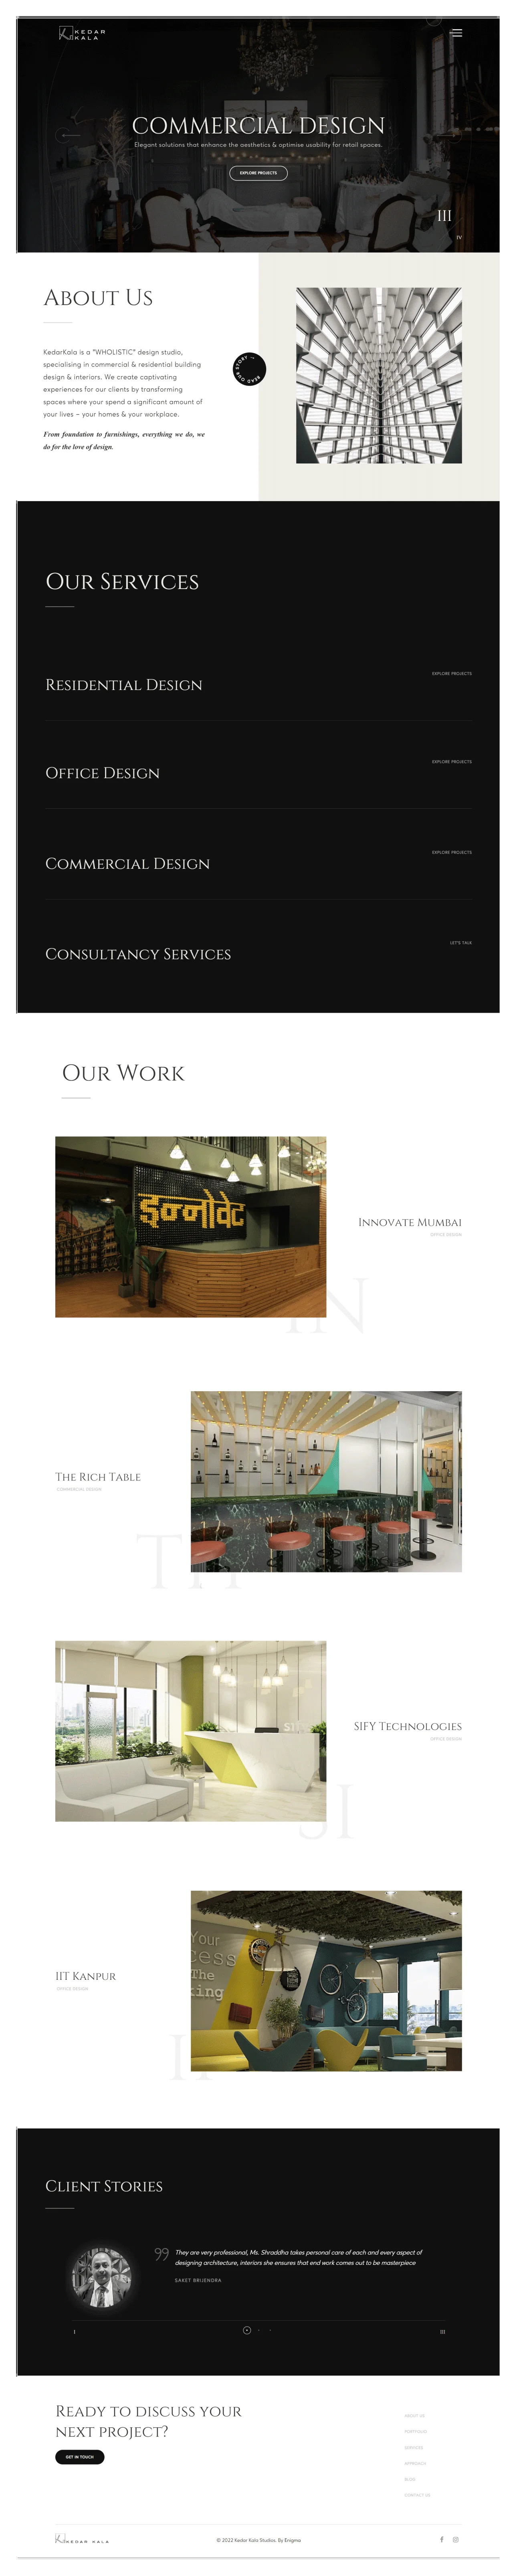 KEDAR
KALA
COMMERCIAL DESIGN
Elegant solutions that enhance the aesthetics & optimise usability for retail spaces.
EXPLORE PROJECTS
III
IV
ABOUT US
KedarKala is a "WHOLISTIC" design studio,
specialising in commercial & residential building
design & interiors. We create captivating
experiences for our clients by transforming
spaces where your spend a significant amount of
your lives – your homes & your workplace.
From foundation to furnishings, everything we do, we
do for the love of design.
READ OUR STORY
OUR SERVICES
EXPLORE PROJECTS
RESIDENTIAL DESIGN
EXPLORE PROJECTS
OFFICE DESIGN
EXPLORE PROJECTS
COMMERCIAL DESIGN
LET'S TALK
CONSULTANCY SERVICES
OUR WORK
इन्नोवेट
INNOVATE MUMBAI
OFFICE DESIGN
IN
THE RICH TABLE
COMMERCIAL DESIGN
TH
SIFY
SIFY TECHNOLOGIES
OFFICE DESIGN
SI
Your
cess
The
king
IIT KANPUR
OFFICE DESIGN
II
CLIENT STORIES
They are very professional, Ms. Shraddha takes personal care of each and every aspect of
designing architecture, interiors she ensures that end work comes out to be masterpiece
SAKET BRIJENDRA
I
III
READY TO DISCUSS YOUR
NEXT PROJECT?
GET IN TOUCH
ABOUT US
PORTFOLIO
SERVICES
APPROACH
BLOG
CONTACT US
KEDAR KALA
© 2022 Kedar Kala Studios. By Enigma